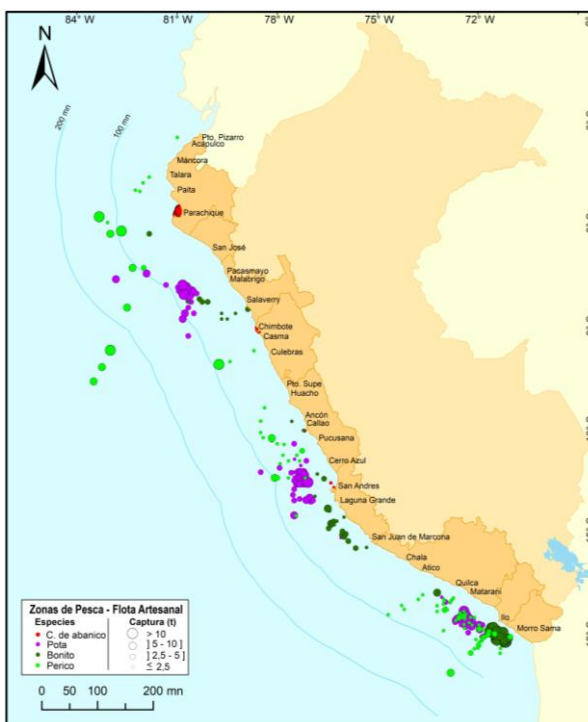 84° W
81° W
78° W
75° W
72° W
N
200 mn
100 mn
Pto. Pizarro
Acapulco
Máncora
Talara
Paita
Parachique
San José
Pacasmayo
Malabrigo
Salaverry
Chimbote
Casma
Culebras
Pto. Supe
Huacho
Ancón
Callao
Pucusana
Cerro Azul
San Andres
Laguna Grande
San Juan de Marcona
Chala
Atico
Quilca
Matarani
Ilo
Morro Sama
Zonas de Pesca - Flota Artesanal
Especies Captura (t)
C. de abanico > 10
Pota ] 5 - 10 ]
Bonito ] 2,5 - 5 ]
Perico ≤ 2,5
0 50 100 200 mn